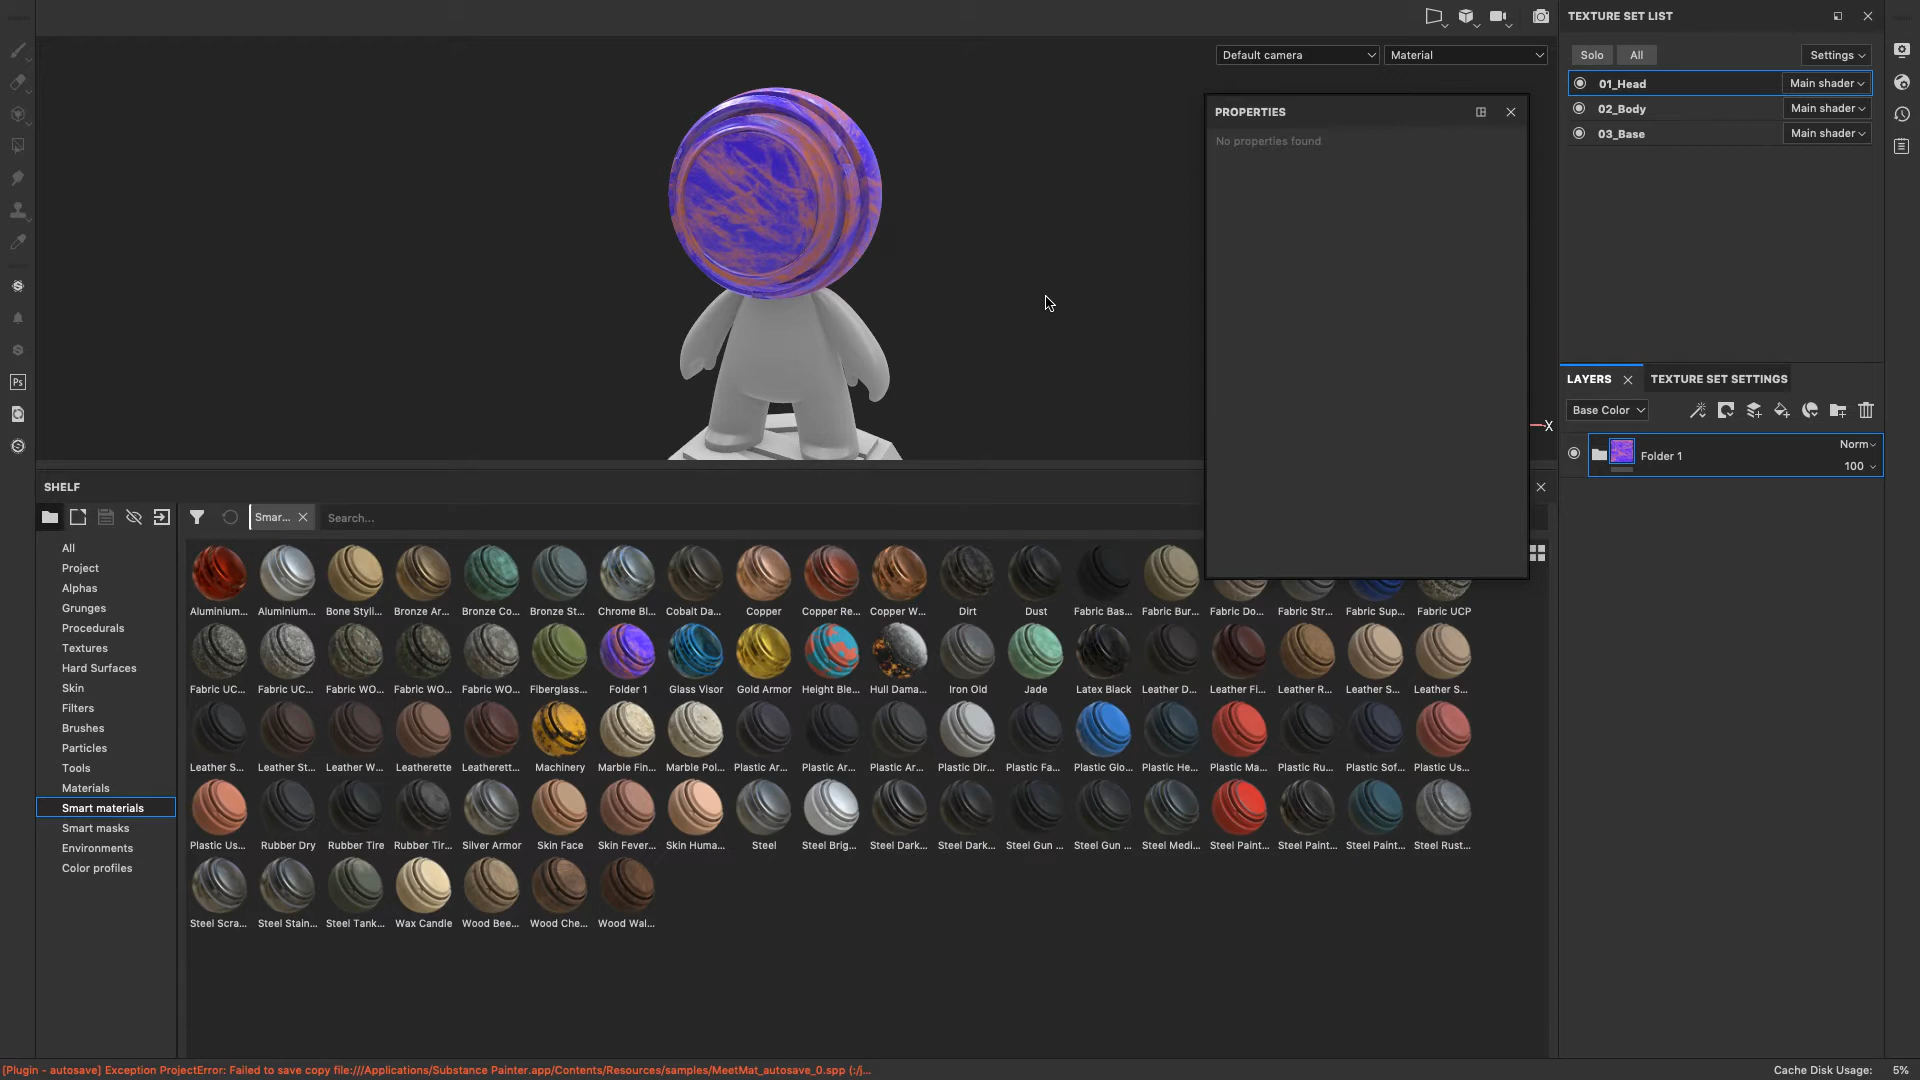 TEXTURE SET LIST
Default camera
Material
Solo
All
Settings
01_Head
Main shader
02_Body
Main shader
03_Base
Main shader
PROPERTIES
No properties found
Ps
X
LAYERS
TEXTURE SET SETTINGS
Base Color
Folder 1
Norm
100
SHELF
Smar...
Search...
All
Project
Alphas
Grunges
Procedurals
Textures
Hard Surfaces
Skin
Filters
Brushes
Particles
Tools
Materials
Smart materials
Smart masks
Environments
Color profiles
Aluminium... Aluminium... Bone Styli... Bronze Ar... Bronze Co... Bronze St... Chrome Bl... Cobalt Da... Copper Copper Re... Copper W... Dirt Dust Fabric Bas... Fabric Bur... Fabric Do... Fabric Str... Fabric Sup... Fabric UCP
Fabric UC... Fabric UC... Fabric WO... Fabric WO... Fabric WO... Fiberglass... Folder 1 Glass Visor Gold Armor Height Ble... Hull Dama... Iron Old Jade Latex Black Leather D... Leather Fi... Leather R... Leather S... Leather S...
Leather S... Leather St... Leather W... Leatherette Leatherett... Machinery Marble Fin... Marble Pol... Plastic Ar... Plastic Ar... Plastic Ar... Plastic Dir... Plastic Fa... Plastic Glo... Plastic He... Plastic Ma... Plastic Ru... Plastic Sof... Plastic Us...
Plastic Us... Rubber Dry Rubber Tire Rubber Tir... Silver Armor Skin Face Skin Fever... Skin Huma... Steel Steel Brig... Steel Dark... Steel Dark... Steel Gun ... Steel Gun ... Steel Medi... Steel Paint... Steel Paint... Steel Paint... Steel Rust...
Steel Scra... Steel Stain... Steel Tank... Wax Candle Wood Bee... Wood Che... Wood Wal...
[Plugin - autosave] Exception ProjectError: Failed to save copy file:///Applications/Substance Painter.app/Contents/Resources/samples/MeetMat_autosave_0.spp (:/j...
Cache Disk Usage: 5%